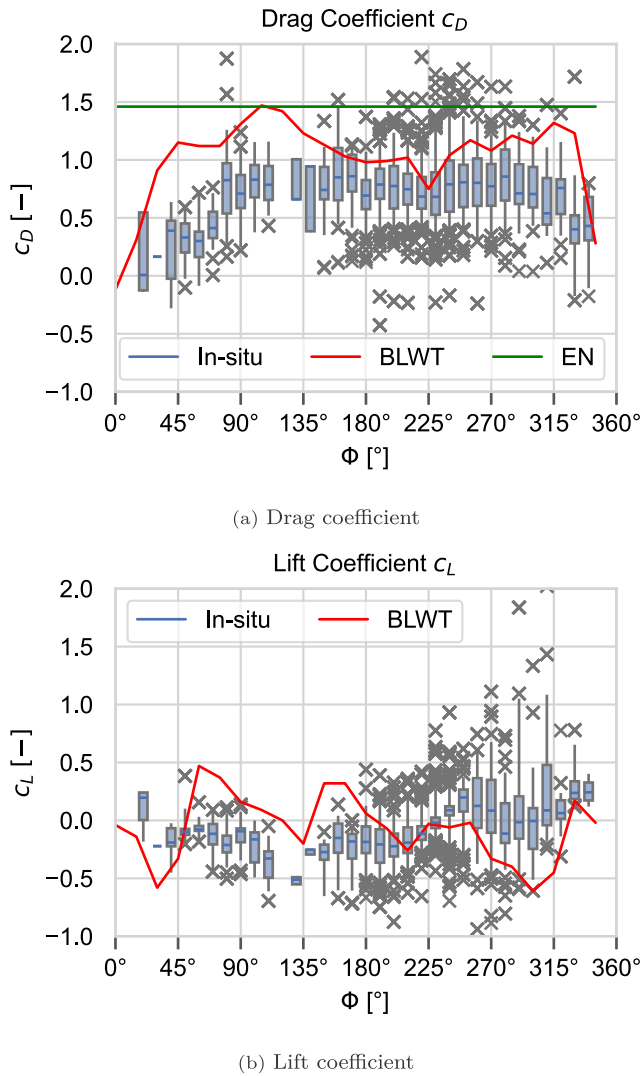 Drag Coefficient c_D
2.0
1.5
1.0
0.5
0.0
−0.5
−1.0
c_D [−]
In-situ BLWT EN
0° 45° 90° 135° 180° 225° 270° 315° 360°
Φ [°]
(a) Drag coefficient
Lift Coefficient c_L
2.0
1.5
1.0
0.5
0.0
−0.5
−1.0
c_L [−]
In-situ BLWT
0° 45° 90° 135° 180° 225° 270° 315° 360°
Φ [°]
(b) Lift coefficient